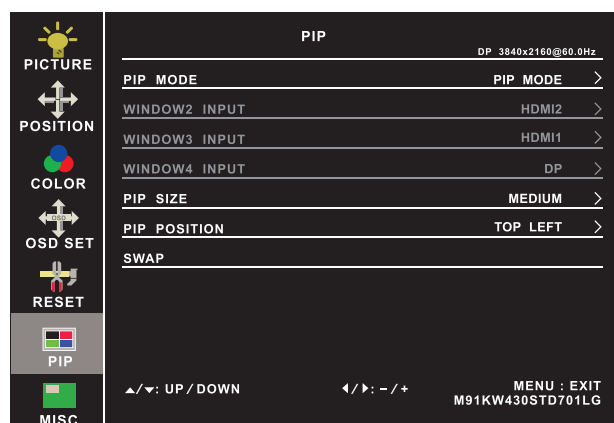 PIP
DP 3840x2160@60.0Hz
PICTURE
POSITION
COLOR
OSD
OSD SET
RESET
PIP
MISC
PIP MODE PIP MODE >
WINDOW2 INPUT HDMI2 >
WINDOW3 INPUT HDMI1 >
WINDOW4 INPUT DP >
PIP SIZE MEDIUM >
PIP POSITION TOP LEFT >
SWAP
▲/▼: UP / DOWN ◀/▶: – / + MENU : EXIT
M91KW430STD701LG